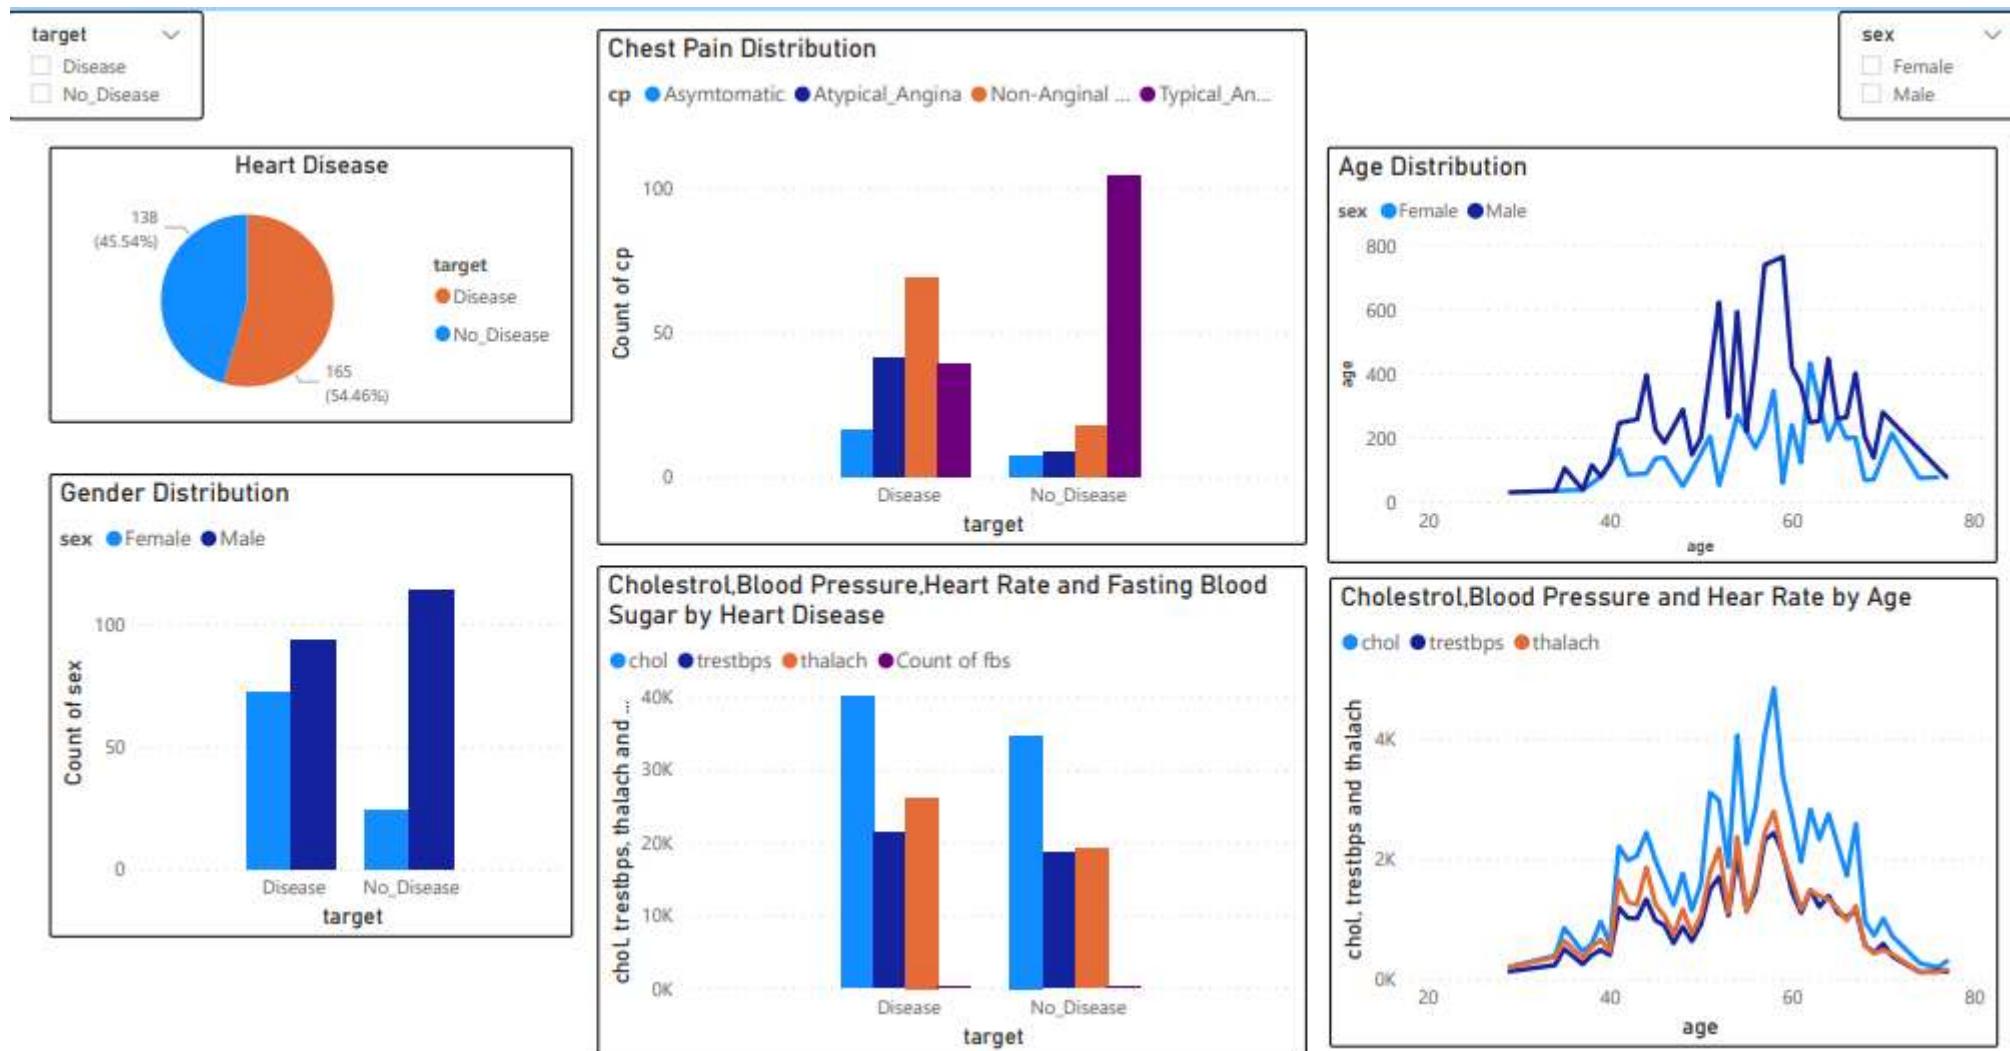 target
Disease
No_Disease
sex
Female
Male
Heart Disease
138
(45.54%)
165
(54.46%)
target
Disease
No_Disease
Gender Distribution
sex Female Male
Count of sex
100
50
0
Disease No_Disease
target
Chest Pain Distribution
cp Asymtomatic Atypical_Angina Non-Anginal ... Typical_An...
Count of cp
100
50
0
Disease No_Disease
target
Cholestrol,Blood Pressure,Heart Rate and Fasting Blood
Sugar by Heart Disease
chol trestbps thalach Count of fbs
chol, trestbps, thalach and ...
40K
30K
20K
10K
0K
Disease No_Disease
target
Age Distribution
sex Female Male
age
800
600
400
200
0
20 40 60 80
age
Cholestrol,Blood Pressure and Hear Rate by Age
chol trestbps thalach
chol, trestbps and thalach
4K
2K
0K
20 40 60 80
age